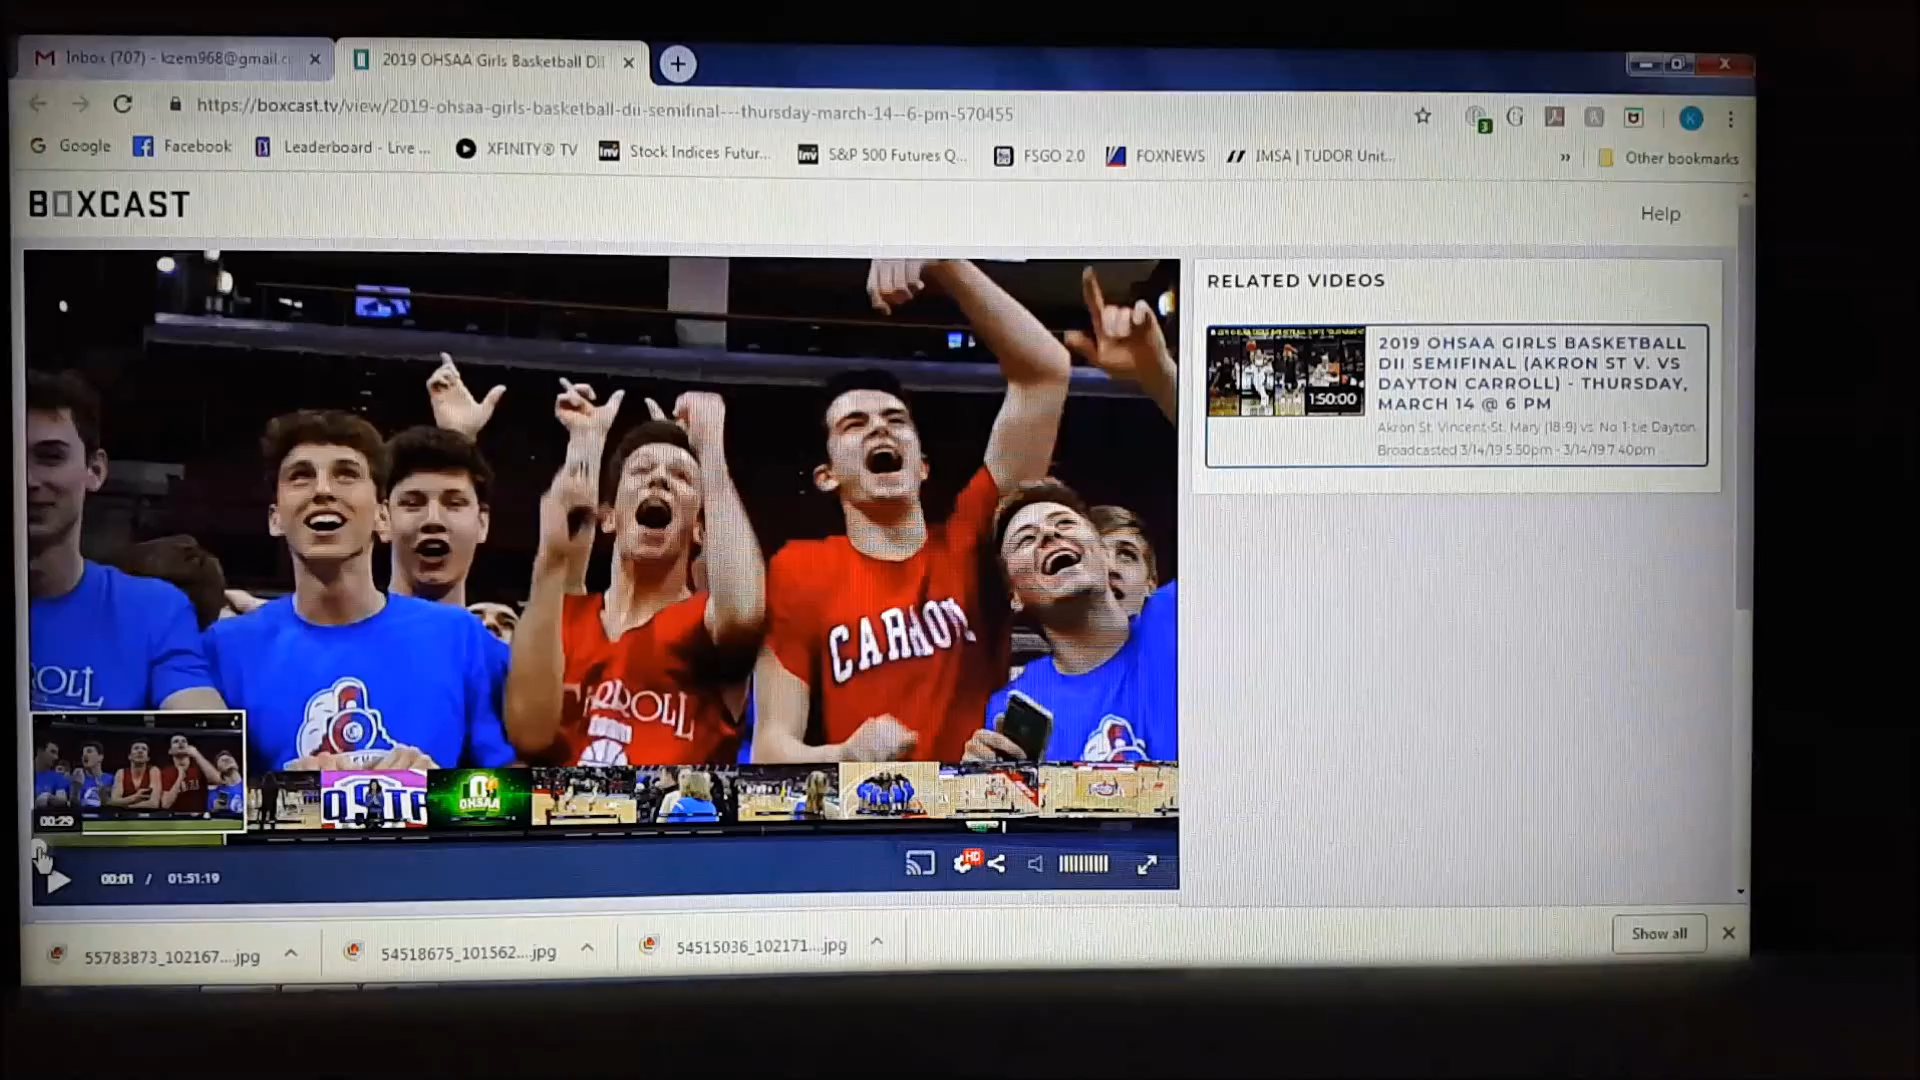 Inbox (707) - kzem968@gmail.c
2019 OHSAA Girls Basketball DII
https://boxcast.tv/view/2019-ohsaa-girls-basketball-dii-semifinal---thursday-march-14--6-pm-570455
Google
Facebook
Leaderboard - Live ...
XFINITY® TV
Stock Indices Futur...
S&P 500 Futures Q...
FSGO 2.0
FOXNEWS
IMSA | TUDOR Unit...
Other bookmarks
BOXCAST
Help
RELATED VIDEOS
1:50:00
2019 OHSAA GIRLS BASKETBALL
DII SEMIFINAL (AKRON ST V. VS
DAYTON CARROLL) - THURSDAY,
MARCH 14 @ 6 PM
Akron St. Vincent-St. Mary (18-9) vs. No 1-tie Dayton
Broadcasted 3/14/19 5:50pm - 3/14/19 7:40pm
ROLL
CARROLL
OHSAA
00:29
00:01 / 01:51:19
HD
55783873_102167....jpg
54518675_101562....jpg
54515036_102171....jpg
Show all